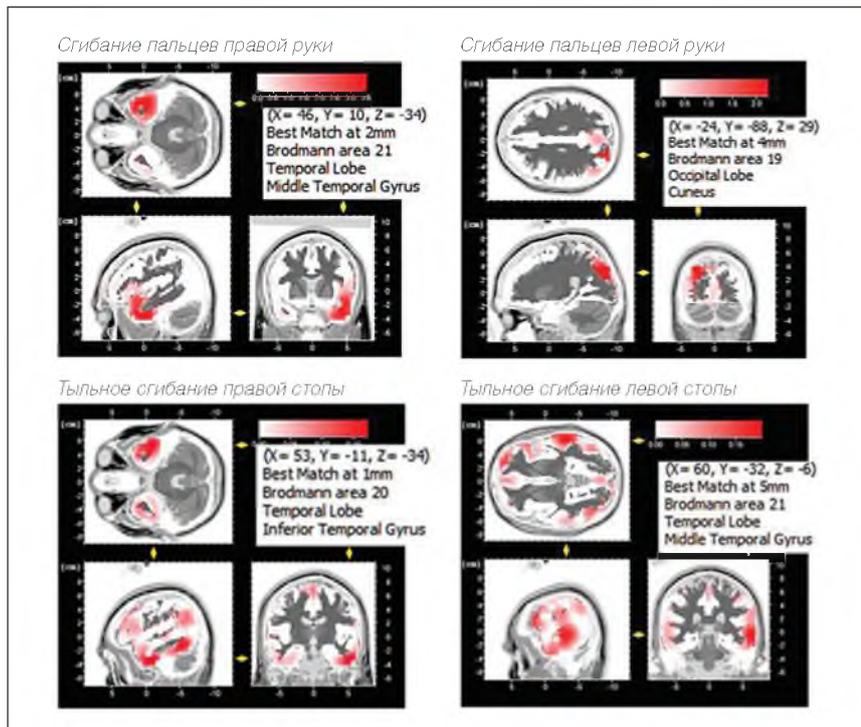 Сгибание пальцев правой руки
(X= 46, Y= 10, Z= -34)
Best Match at 2mm
Brodmann area 21
Temporal Lobe
Middle Temporal Gyrus
Сгибание пальцев левой руки
(X= -24, Y= -88, Z= 29)
Best Match at 4mm
Brodmann area 19
Occipital Lobe
Cuneus
Тыльное сгибание правой стопы
(X= 53, Y= -11, Z= -34)
Best Match at 1mm
Brodmann area 20
Temporal Lobe
Inferior Temporal Gyrus
Тыльное сгибание левой стопы
(X= 60, Y= -32, Z= -6)
Best Match at 5mm
Brodmann area 21
Temporal Lobe
Middle Temporal Gyrus